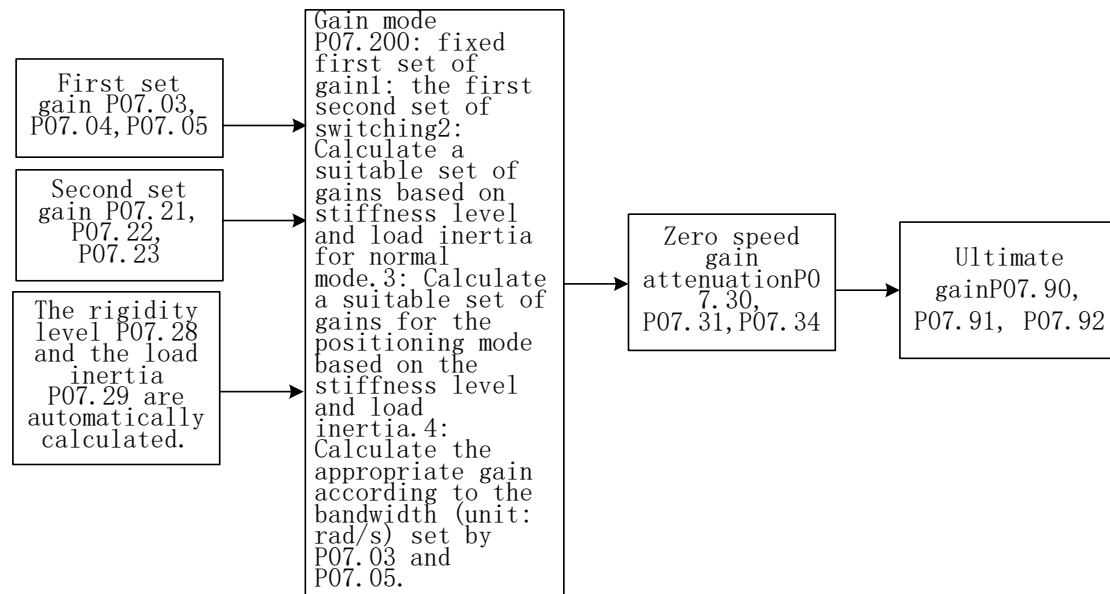 First set
gain P07.03,
P07.04,P07.05
Second set
gain P07.21,
P07.22,
P07.23
The rigidity
level P07.28
and the load
inertia
P07.29 are
automatically
calculated.
Gain mode
P07.200: fixed
first set of
gain1: the first
second set of
switching2:
Calculate a
suitable set of
gains based on
stiffness level
and load inertia
for normal
mode.3: Calculate
a suitable set of
gains for the
positioning mode
based on the
stiffness level
and load
inertia.4:
Calculate the
appropriate gain
according to the
bandwidth (unit:
rad/s) set by
P07.03 and
P07.05.
Zero speed
gain
attenuationP0
7.30,
P07.31,P07.34
Ultimate
gainP07.90,
P07.91, P07.92